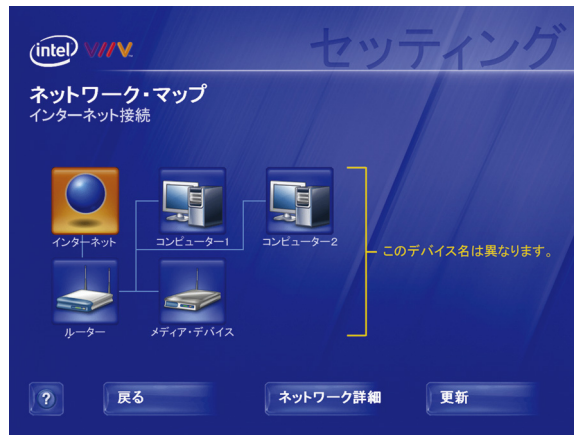 intel VIIV
セッティング
ネットワーク・マップ
インターネット接続
インターネット
コンピューター1
コンピューター2
このデバイス名は異なります。
ルーター
メディア・デバイス
?
戻る
ネットワーク詳細
更新